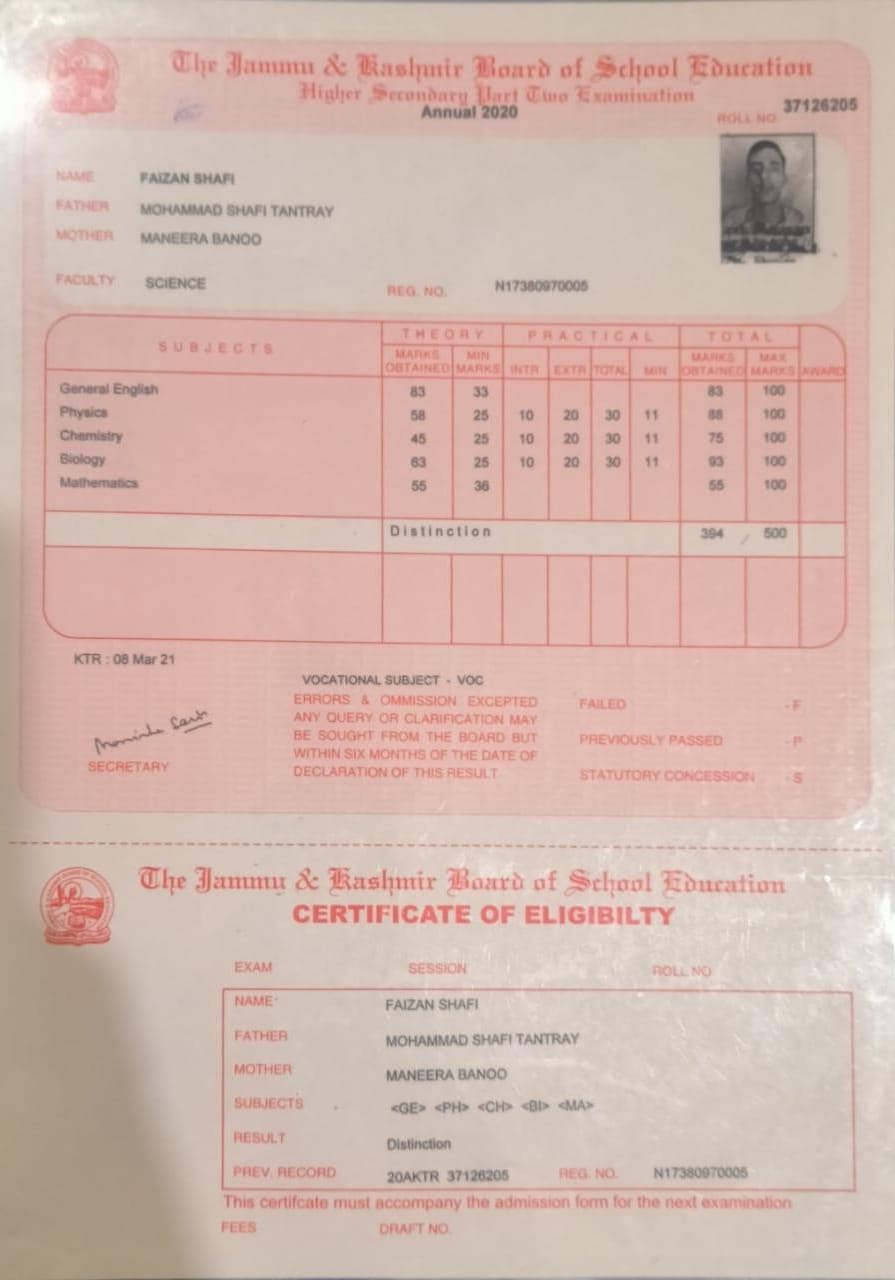 The Jammu & Kashmir Board of School Education
Higher Secondary Part Two Examination
Annual 2020
ROLL NO. 37126205
NAME FAIZAN SHAFI
FATHER MOHAMMAD SHAFI TANTRAY
MOTHER MANEERA BANOO
FACULTY SCIENCE REG. NO. N17380970005
SUBJECTS THEORY PRACTICAL TOTAL
MARKS OBTAINED MIN MARKS INTR EXTR TOTAL MIN MARKS OBTAINED MAX MARKS AWARD
General English 83 33 83 100
Physics 58 25 10 20 30 11 88 100
Chemistry 45 25 10 20 30 11 75 100
Biology 63 25 10 20 30 11 93 100
Mathematics 55 36 55 100
Distinction 394 / 500
KTR : 08 Mar 21
VOCATIONAL SUBJECT - VOC
ERRORS & OMMISSION EXCEPTED
ANY QUERY OR CLARIFICATION MAY
BE SOUGHT FROM THE BOARD BUT
WITHIN SIX MONTHS OF THE DATE OF
DECLARATION OF THIS RESULT.
FAILED - F
PREVIOUSLY PASSED - P
STATUTORY CONCESSION - S
SECRETARY
The Jammu & Kashmir Board of School Education
CERTIFICATE OF ELIGIBILTY
EXAM SESSION ROLL NO
NAME FAIZAN SHAFI
FATHER MOHAMMAD SHAFI TANTRAY
MOTHER MANEERA BANOO
SUBJECTS <GE> <PH> <CH> <BI> <MA>
RESULT Distinction
PREV. RECORD 20AKTR 37126205 REG. NO. N17380970005
This certifcate must accompany the admission form for the next examination
FEES DRAFT NO.